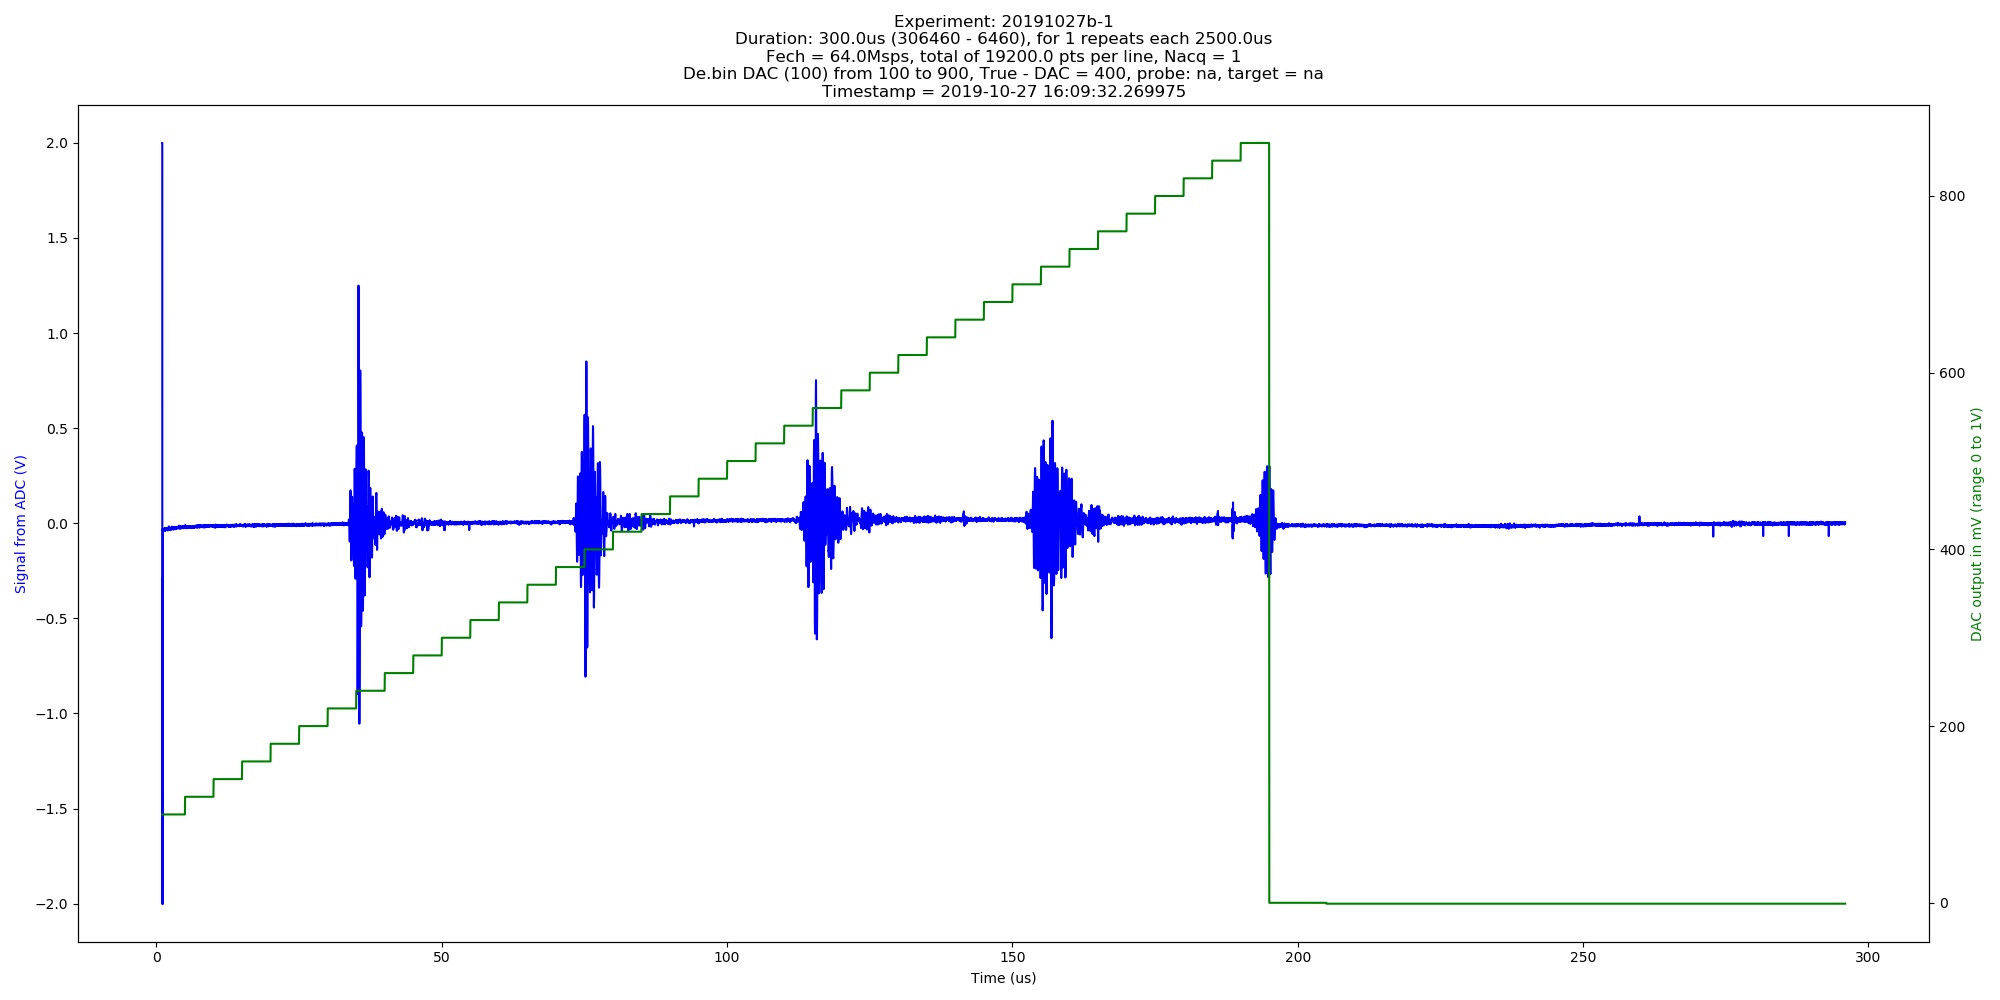 Experiment: 20191027b-1
Duration: 300.0us (306460 - 6460), for 1 repeats each 2500.0us
Fech = 64.0Msps, total of 19200.0 pts per line, Nacq = 1
De.bin DAC (100) from 100 to 900, True - DAC = 400, probe: na, target = na
Timestamp = 2019-10-27 16:09:32.269975
Signal from ADC (V)
2.0
1.5
1.0
0.5
0.0
−0.5
−1.0
−1.5
−2.0
0
50
100
150
200
250
300
Time (us)
800
600
400
200
0
DAC output in mV (range 0 to 1V)